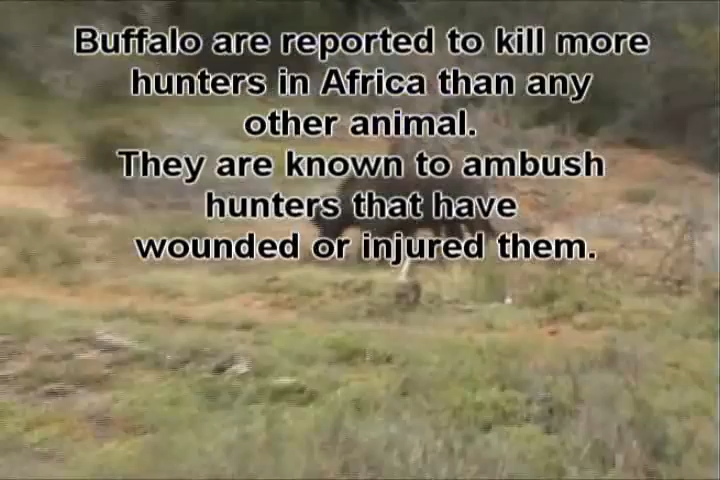 Buffalo are reported to kill more
hunters in Africa than any
other animal.
They are known to ambush
hunters that have
wounded or injured them.